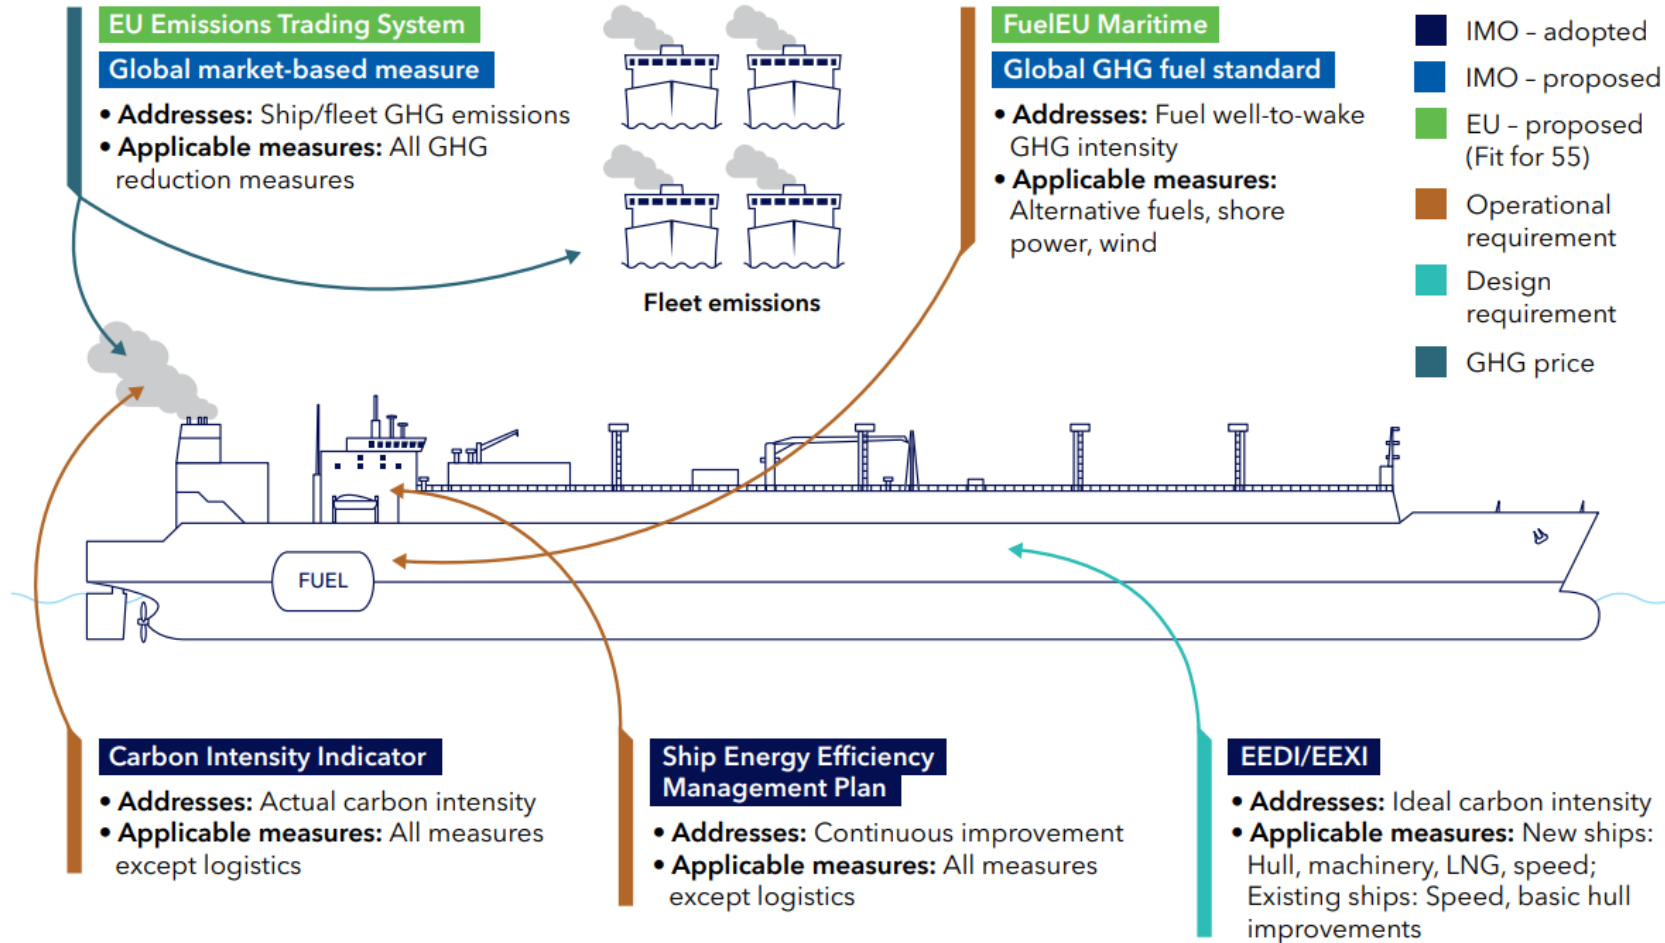 EU Emissions Trading System
Global market-based measure
• Addresses: Ship/fleet GHG emissions
• Applicable measures: All GHG
reduction measures
Fleet emissions
FuelEU Maritime
Global GHG fuel standard
• Addresses: Fuel well-to-wake
GHG intensity
• Applicable measures:
Alternative fuels, shore
power, wind
IMO – adopted
IMO – proposed
EU – proposed
(Fit for 55)
Operational
requirement
Design
requirement
GHG price
FUEL
Carbon Intensity Indicator
• Addresses: Actual carbon intensity
• Applicable measures: All measures
except logistics
Ship Energy Efficiency
Management Plan
• Addresses: Continuous improvement
• Applicable measures: All measures
except logistics
EEDI/EEXI
• Addresses: Ideal carbon intensity
• Applicable measures: New ships:
Hull, machinery, LNG, speed;
Existing ships: Speed, basic hull
improvements